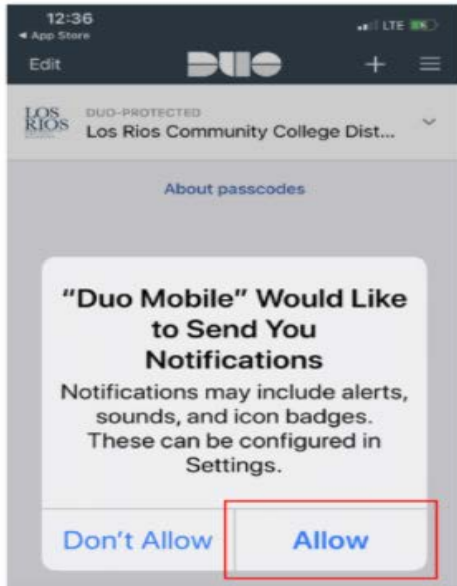 12:36
◀ App Store
LTE
Edit
DUO
+
LOS
RIOS
DUO-PROTECTED
Los Rios Community College Dist...
About passcodes
“Duo Mobile” Would Like
to Send You
Notifications
Notifications may include alerts,
sounds, and icon badges.
These can be configured in
Settings.
Don't Allow
Allow